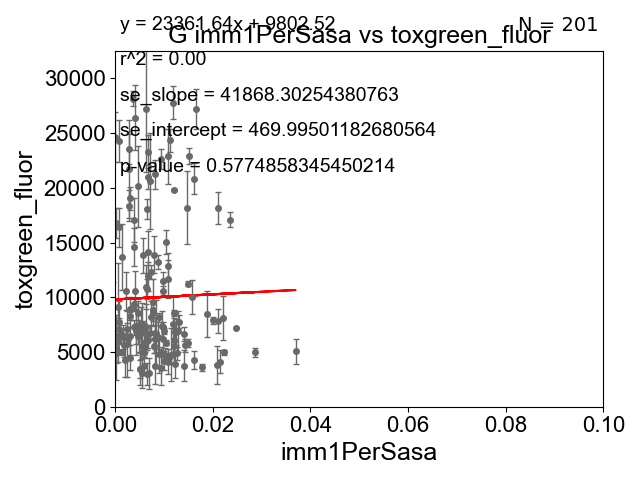 y = 23361.64x + 9802.52
N = 201
G imm1PerSasa vs toxgreen_fluor
r^2 = 0.00
se_slope = 41868.30254380763
se_intercept = 469.99501182680564
p-value = 0.5774858345450214
30000
25000
20000
15000
10000
5000
0
toxgreen_fluor
0.00
0.02
0.04
0.06
0.08
0.10
imm1PerSasa